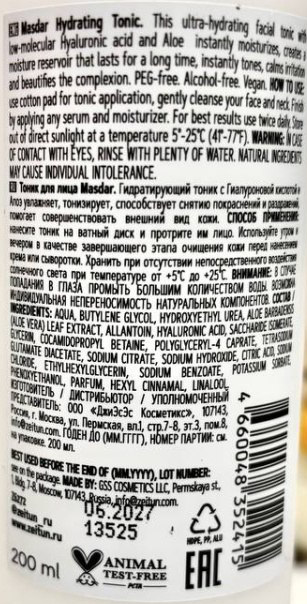 Masdar Hydrating Tonic. This ultra-hydrating facial tonic with
low-molecular Hyaluronic acid and Aloe instantly moisturizes, creates a
moisture reservoir that lasts for a long time, instantly tones, calms irritation
and beautifies the complexion. PEG-free. Alcohol-free. Vegan. HOW TO USE:
use cotton pad for tonic application, gently cleanse your face and neck. Finish
by applying any serum and moisturizer. For best results use twice daily. Store
out of direct sunlight at a temperature 5°-25°C (41°-77°F). WARNING: IN CASE
OF CONTACT WITH EYES, RINSE WITH PLENTY OF WATER. NATURAL INGREDIENTS
MAY CAUSE INDIVIDUAL INTOLERANCE.
Тоник для лица Masdar. Гидратирующий тоник с Гиалуроновой кислотой и
Алоэ увлажняет, тонизирует, способствует снятию покраснений и раздражений,
помогает совершенствовать внешний вид кожи. СПОСОБ ПРИМЕНЕНИЯ:
нанесите тоник на ватный диск и протрите им лицо. Используйте утром и
вечером в качестве завершающего этапа очищения кожи перед нанесением
крема или сыворотки. Хранить при отсутствии непосредственного воздействия
солнечного света при температуре от +5°С до +25°С. ВНИМАНИЕ: В СЛУЧАЕ
ПОПАДАНИЯ В ГЛАЗА ПРОМЫТЬ БОЛЬШИМ КОЛИЧЕСТВОМ ВОДЫ. ВОЗМОЖНА
ИНДИВИДУАЛЬНАЯ НЕПЕРЕНОСИМОСТЬ НАТУРАЛЬНЫХ КОМПОНЕНТОВ. СОСТАВ /
INGREDIENTS: AQUA, BUTYLENE GLYCOL, HYDROXYETHYL UREA, ALOE BARBADENSIS
(ALOE VERA) LEAF EXTRACT, ALLANTOIN, HYALURONIC ACID, SACCHARIDE ISOMERATE,
GLYCERIN, COCAMIDOPROPYL BETAINE, POLYGLYCERYL-4 CAPRATE, TETRASODIUM
GLUTAMATE DIACETATE, SODIUM CITRATE, SODIUM HYDROXIDE, CITRIC ACID, SODIUM
CHLORIDE, ETHYLHEXYLGLYCERIN, SODIUM BENZOATE, POTASSIUM SORBATE,
PHENOXYETHANOL, PARFUM, HEXYL CINNAMAL, LINALOOL.
ИЗГОТОВИТЕЛЬ / ДИСТРИБЬЮТОР / УПОЛНОМОЧЕННЫЙ
ПРЕДСТАВИТЕЛЬ: ООО «ДжиЭсЭс Косметикс», 107143,
Россия, г. Москва, ул. Пермская, вл1, стр.7-8, эт.3, пом.8,
info@zeitun.com. ГОДЕН ДО (ММ.ГГГГ), НОМЕР ПАРТИИ: см.
на упаковке. 200 мл.
BEST USED BEFORE THE END OF (MM.YYYY), LOT NUMBER:
see on the package. MADE BY: GSS COSMETICS LLC, Permskaya st.,
1 Bldg, 7-8, Moscow, 107143, Russia, info@zeitun.com.
zeitun_ru
@zeitun_
06.2027
13525
200 ml
ANIMAL
TEST-FREE
PETA
HDPE, PP, ALU
EAC
4660048352415